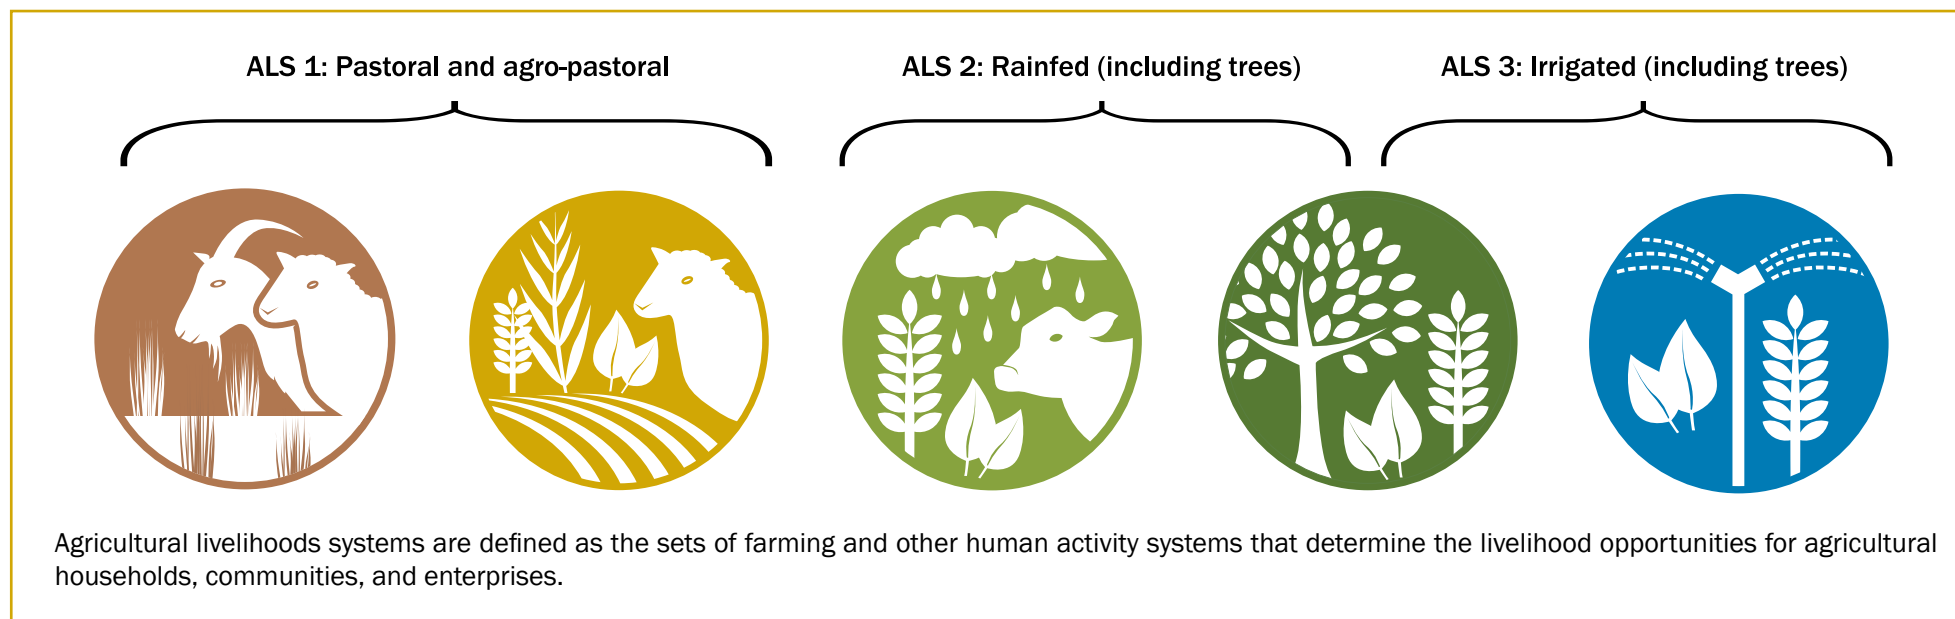 ALS 1: Pastoral and agro-pastoral
ALS 2: Rainfed (including trees)
ALS 3: Irrigated (including trees)
Agricultural livelihoods systems are defined as the sets of farming and other human activity systems that determine the livelihood opportunities for agricultural
households, communities, and enterprises.